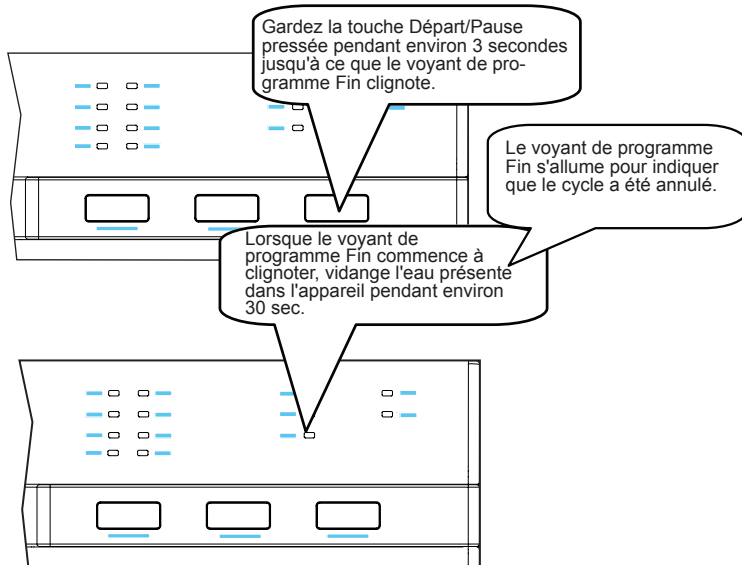 Gardez la touche Départ/Pause
pressée pendant environ 3 secondes
jusqu'à ce que le voyant de pro-
gramme Fin clignote.
Le voyant de programme
Fin s'allume pour indiquer
que le cycle a été annulé.
Lorsque le voyant de
programme Fin commence à
clignoter, vidange l'eau présente
dans l'appareil pendant environ
30 sec.